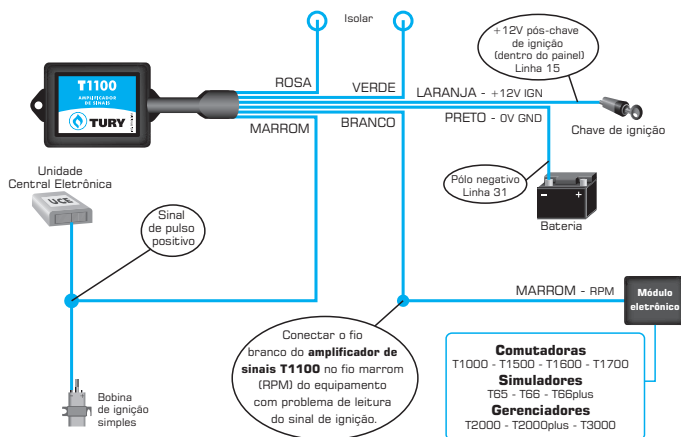 Isolar
+12V pós-chave
de ignição
(dentro do painel)
Linha 15
T1100
AMPLIFICADOR
DE SINAIS
TURY
ROSA
VERDE
LARANJA - +12V IGN
MARROM
BRANCO
PRETO - 0V GND
Chave de ignição
Unidade
Central Eletrônica
UCE
Sinal
de pulso
positivo
Pólo negativo
Linha 31
Bateria
MARROM - RPM
Módulo
eletrônico
Conectar o fio
branco do amplificador de
sinais T1100 no fio marrom
(RPM) do equipamento
com problema de leitura
do sinal de ignição.
Bobina
de ignição
simples
Comutadoras
T1000 - T1500 - T1600 - T1700
Simuladores
T65 - T66 - T66plus
Gerenciadores
T2000 - T2000plus - T3000